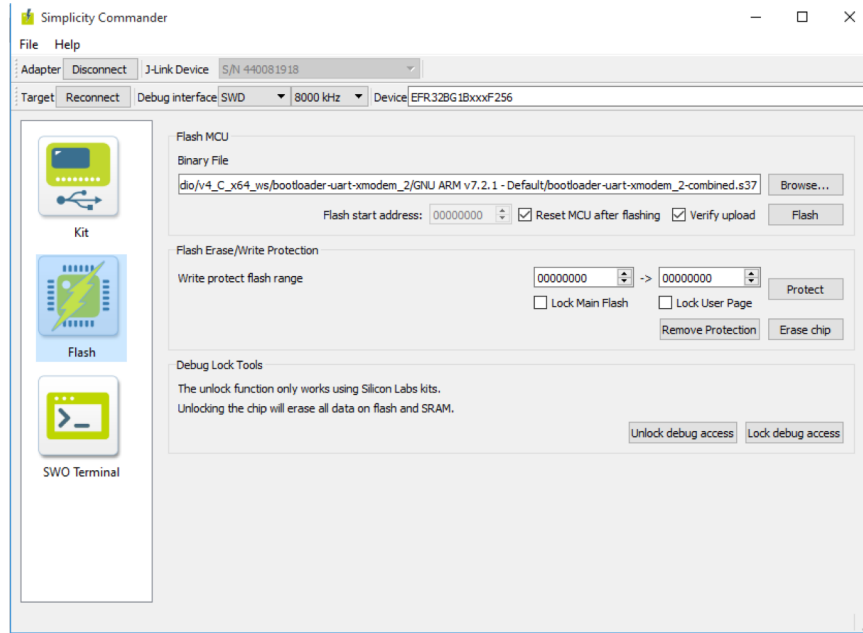 Simplicity Commander
File Help
Adapter Disconnect J-Link Device S/N 440081918
Target Reconnect Debug interface SWD 8000 kHz Device EFR32BG1BxxxF256
Kit
Flash
SWO Terminal
Flash MCU
Binary File
dio/v4_C_x64_ws/bootloader-uart-xmodem_2/GNU ARM v7.2.1 - Default/bootloader-uart-xmodem_2-combined.s37 Browse...
Flash start address: 00000000 Reset MCU after flashing Verify upload Flash
Flash Erase/Write Protection
Write protect flash range 00000000 -> 00000000 Protect
Lock Main Flash Lock User Page
Remove Protection Erase chip
Debug Lock Tools
The unlock function only works using Silicon Labs kits.
Unlocking the chip will erase all data on flash and SRAM.
Unlock debug access Lock debug access